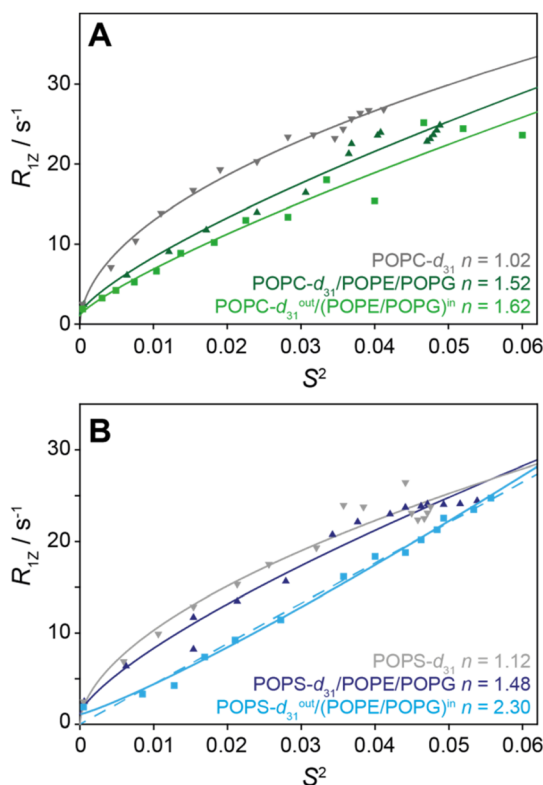 A
R1Z / s-1
30
20
10
0
POPC-d31 n = 1.02
POPC-d31/POPE/POPG n = 1.52
POPC-d31out/(POPE/POPG)in n = 1.62
0 0.01 0.02 0.03 0.04 0.05 0.06
S2
B
R1Z / s-1
30
20
10
0
POPS-d31 n = 1.12
POPS-d31/POPE/POPG n = 1.48
POPS-d31out/(POPE/POPG)in n = 2.30
0 0.01 0.02 0.03 0.04 0.05 0.06
S2